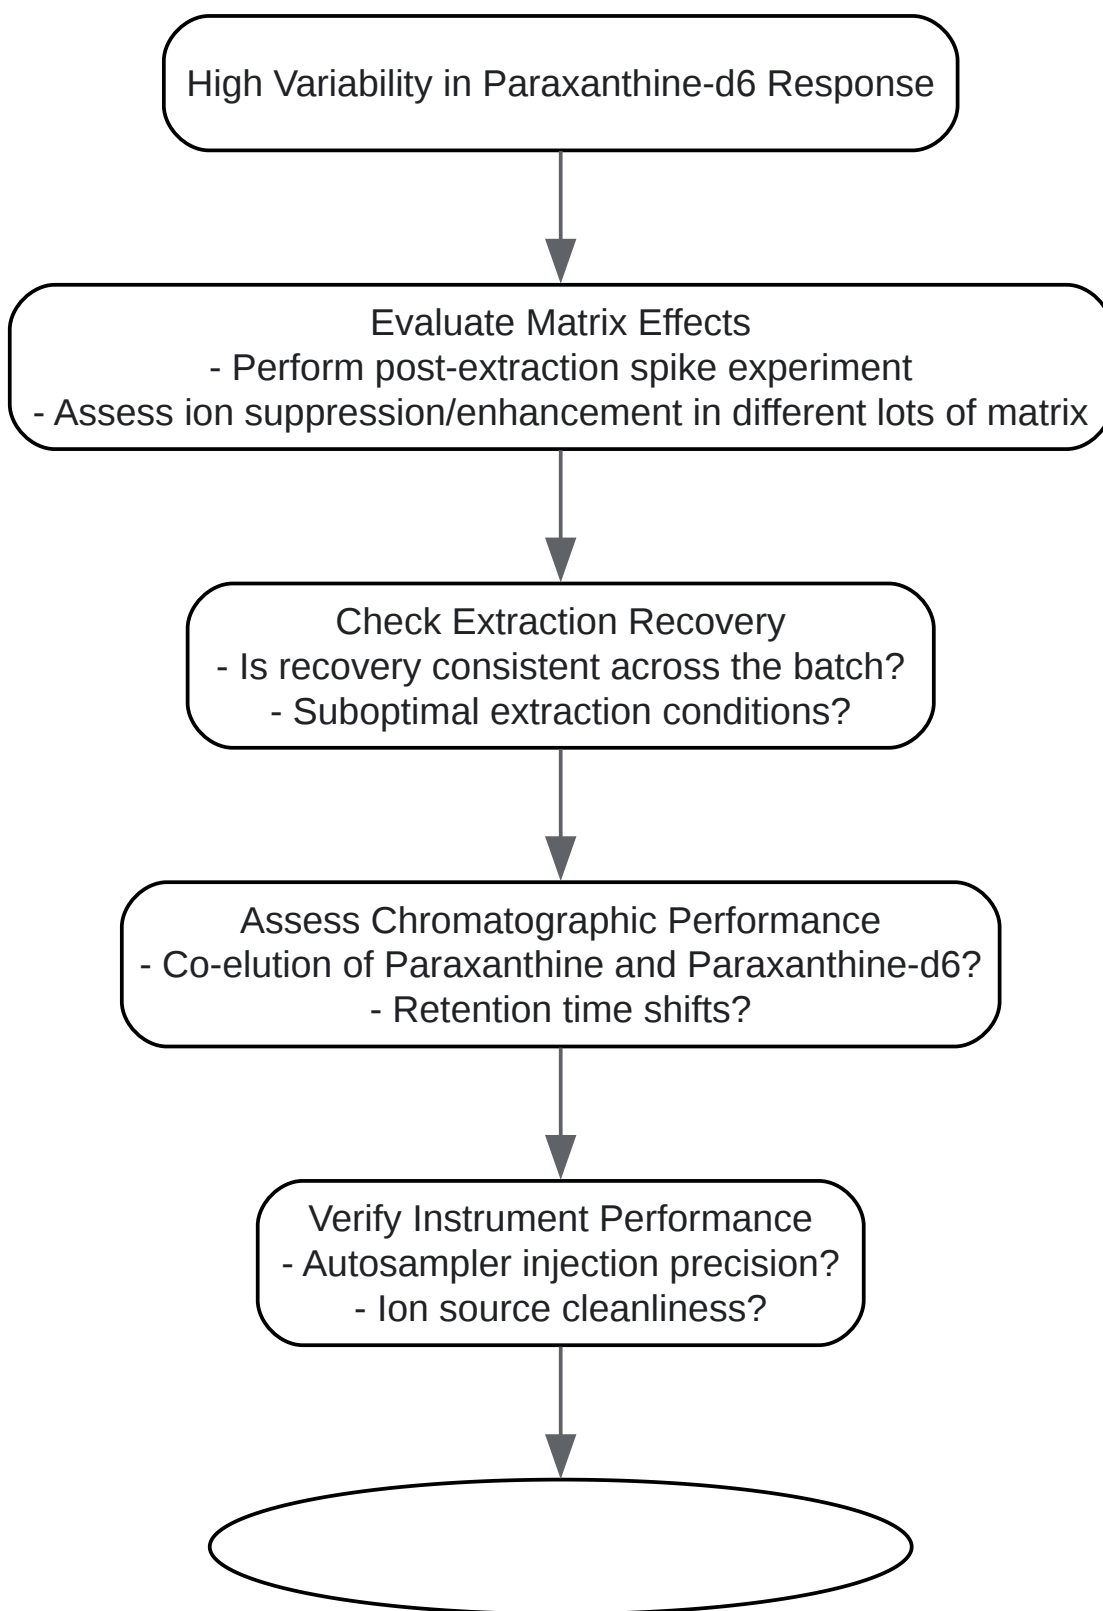 High Variability in Paraxanthine-d6 Response
Evaluate Matrix Effects
- Perform post-extraction spike experiment
- Assess ion suppression/enhancement in different lots of matrix
Check Extraction Recovery
- Is recovery consistent across the batch?
- Suboptimal extraction conditions?
Assess Chromatographic Performance
- Co-elution of Paraxanthine and Paraxanthine-d6?
- Retention time shifts?
Verify Instrument Performance
- Autosampler injection precision?
- Ion source cleanliness?